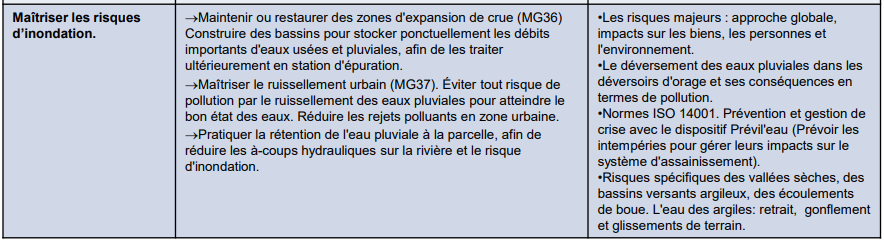 Maîtriser les risques
d'inondation.
→Maintenir ou restaurer des zones d'expansion de crue (MG36)
Construire des bassins pour stocker ponctuellement les débits
importants d'eaux usées et pluviales, afin de les traiter
ultérieurement en station d'épuration.
→Maîtriser le ruissellement urbain (MG37). Éviter tout risque de
pollution par le ruissellement des eaux pluviales pour atteindre le
bon état des eaux. Réduire les rejets polluants en zone urbaine.
→Pratiquer la rétention de l'eau pluviale à la parcelle, afin de
réduire les à-coups hydrauliques sur la rivière et le risque
d'inondation.
•Les risques majeurs : approche globale,
impacts sur les biens, les personnes et
l'environnement.
•Le déversement des eaux pluviales dans les
déversoirs d'orage et ses conséquences en
termes de pollution.
•Normes ISO 14001. Prévention et gestion de
crise avec le dispositif Prévil'eau (Prévoir les
intempéries pour gérer leurs impacts sur le
système d'assainissement).
•Risques spécifiques des vallées sèches, des
bassins versants argileux, des écoulements
de boue. L'eau des argiles: retrait, gonflement
et glissements de terrain.